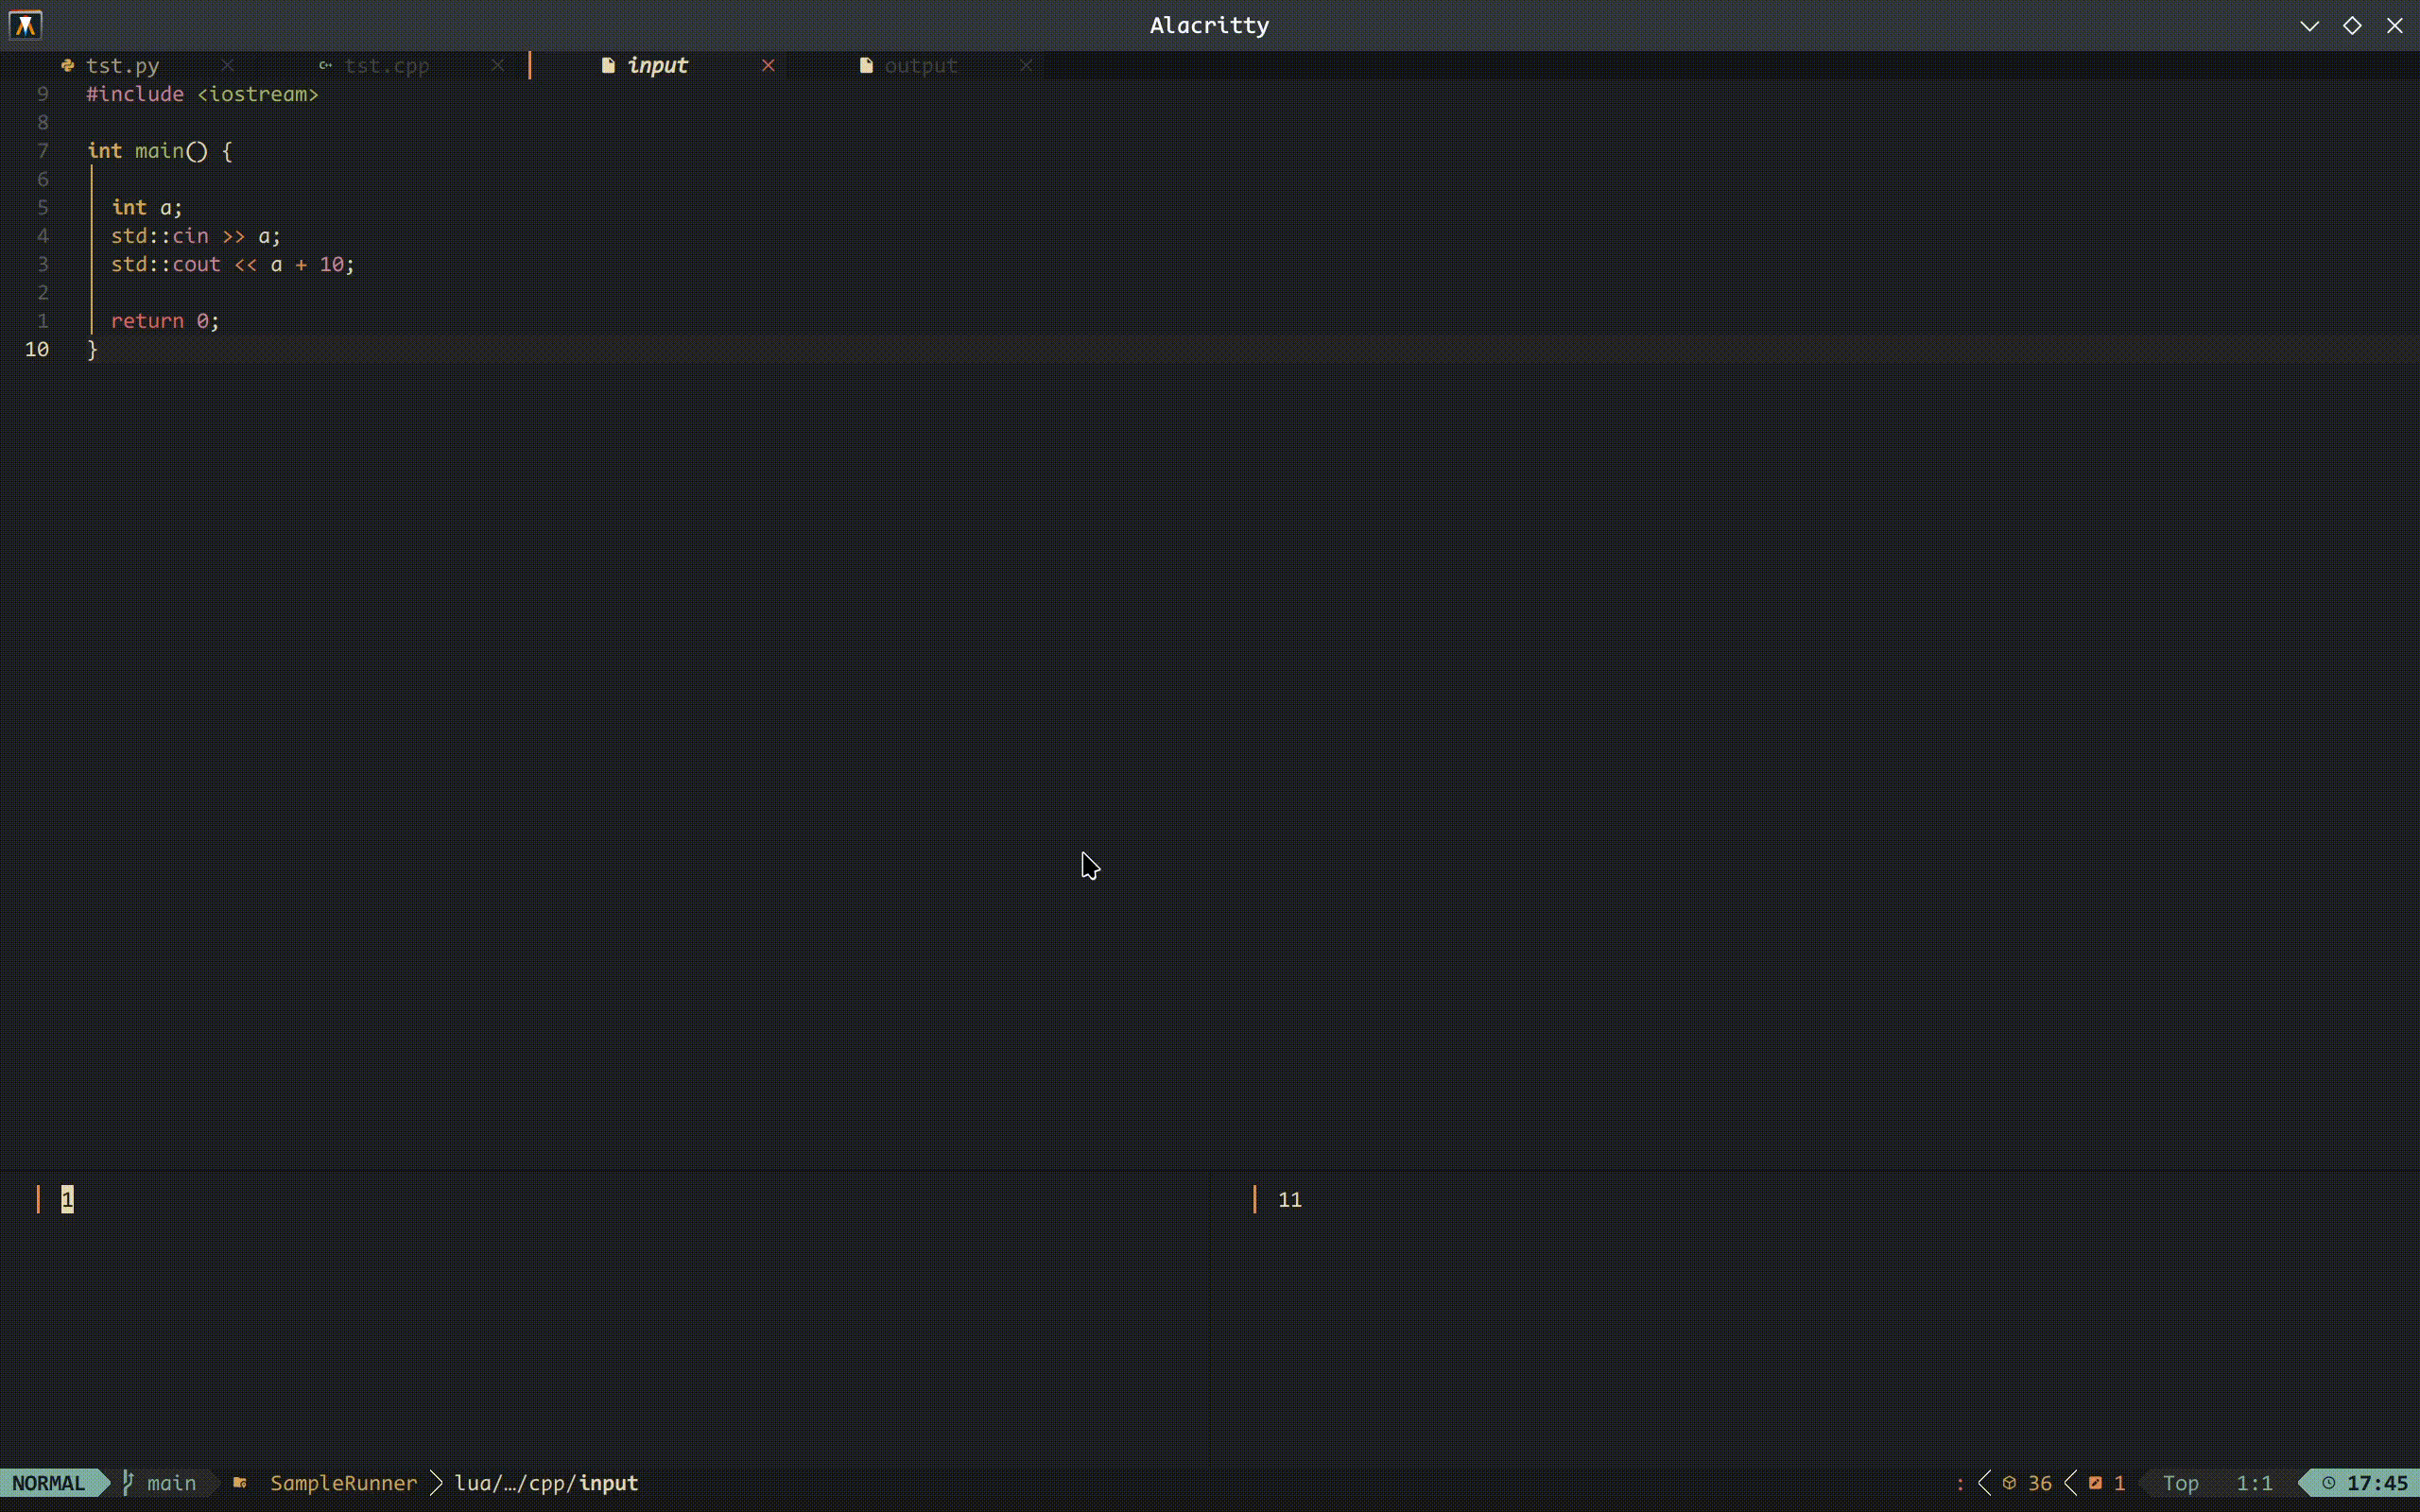 Alacritty
tst.py tst.cpp input output
9 #include <iostream>
8
7 int main() {
6
5 int a;
4 std::cin >> a;
3 std::cout << a + 10;
2
1 return 0;
10 }
1 11
NORMAL main SampleRunner lua/…/cpp/input : 36 1 Top 1:1 17:45